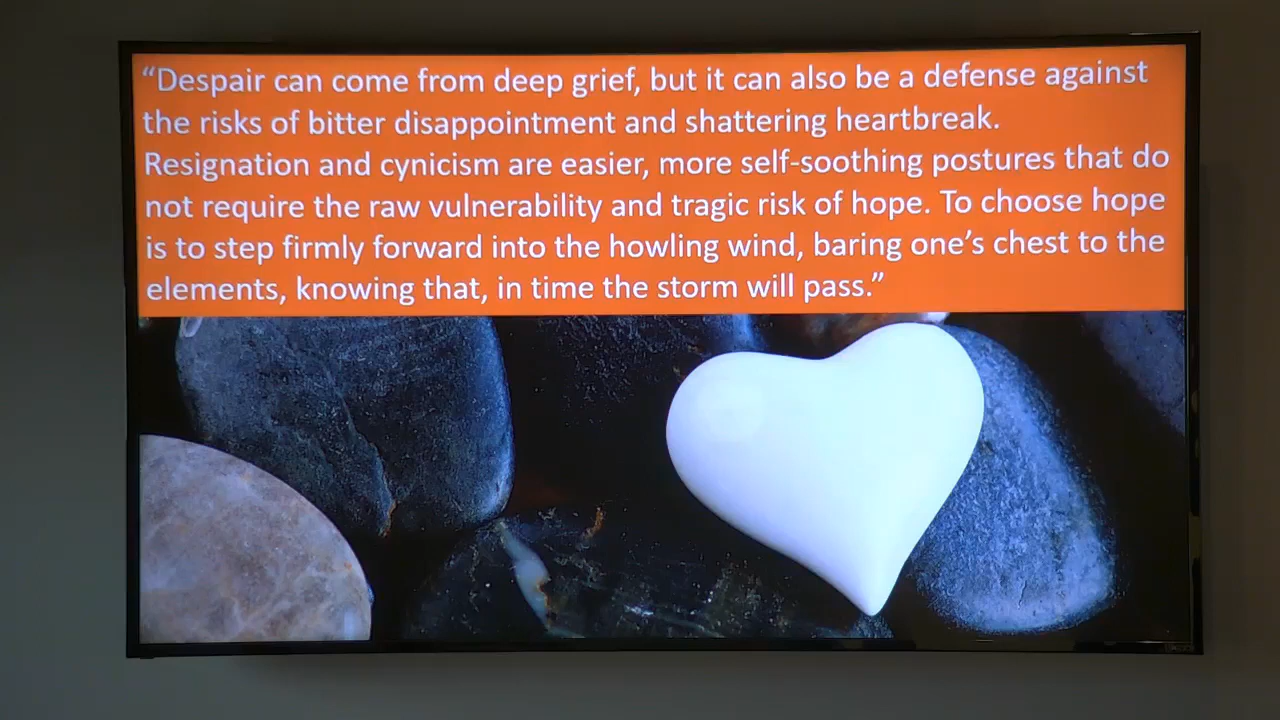 “Despair can come from deep grief, but it can also be a defense against
the risks of bitter disappointment and shattering heartbreak.
Resignation and cynicism are easier, more self-soothing postures that do
not require the raw vulnerability and tragic risk of hope. To choose hope
is to step firmly forward into the howling wind, baring one’s chest to the
elements, knowing that, in time the storm will pass.”